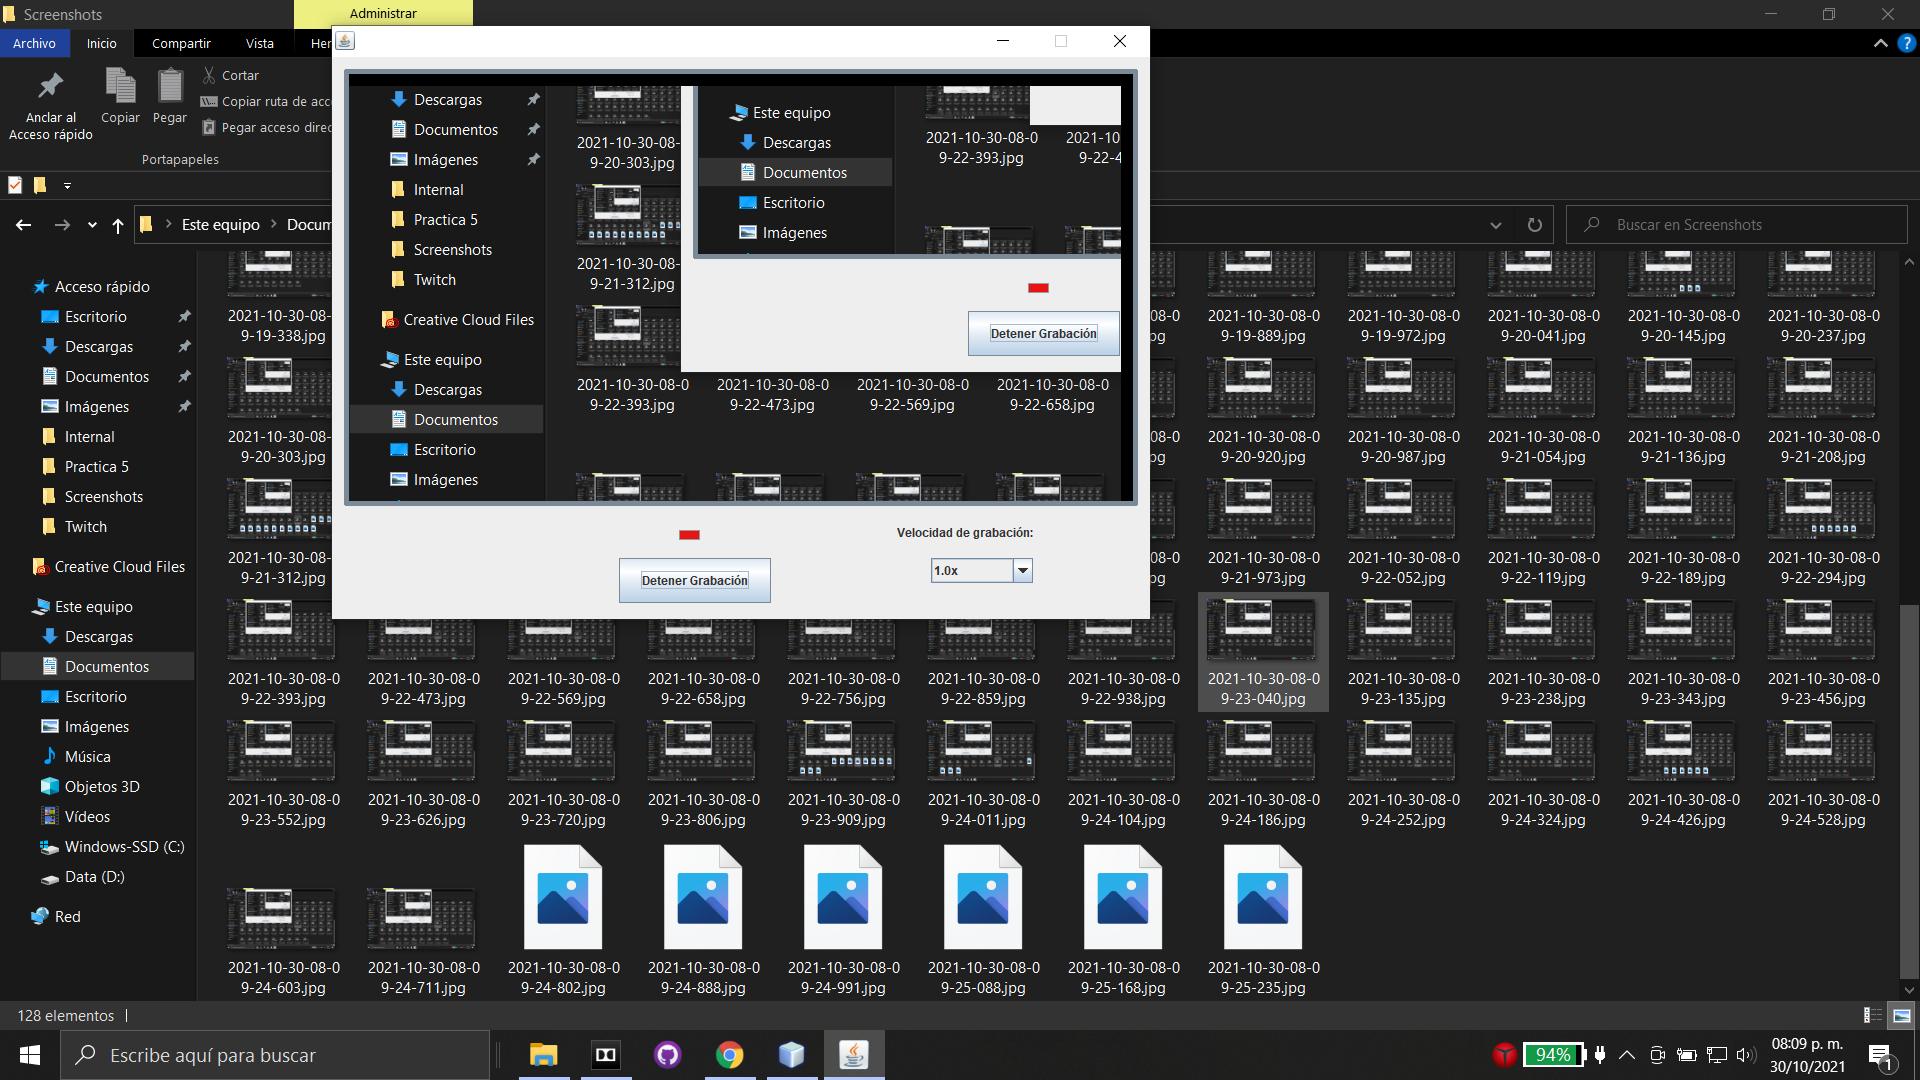 Screenshots
Administrar
Archivo
Inicio
Compartir
Vista
Her
Cortar
Copiar ruta de acc
Pegar acceso direc
Anclar al
Acceso rápido
Copiar
Pegar
Portapapeles
Este equipo
Docum
Buscar en Screenshots
Acceso rápido
Escritorio
Descargas
Documentos
Imágenes
Internal
Practica 5
Screenshots
Twitch
Creative Cloud Files
Este equipo
Descargas
Documentos
Escritorio
Imágenes
Música
Objetos 3D
Vídeos
Windows-SSD (C:)
Data (D:)
Red
Descargas
Documentos
Imágenes
Internal
Practica 5
Screenshots
Twitch
Creative Cloud Files
Este equipo
Descargas
Documentos
Escritorio
Imágenes
2021-10-30-08-
9-20-303.jpg
2021-10-30-08-
9-21-312.jpg
2021-10-30-08-0 2021-10-30-08-0 2021-10-30-08-0 2021-10-30-08-0
9-22-393.jpg 9-22-473.jpg 9-22-569.jpg 9-22-658.jpg
Este equipo
Descargas
Documentos
Escritorio
Imágenes
2021-10-30-08-0 2021-10
9-22-393.jpg 9-22-4
Detener Grabación
Detener Grabación
Velocidad de grabación:
1.0x
2021-10-30-08- 08-0 2021-10-30-08-0 2021-10-30-08-0 2021-10-30-08-0 2021-10-30-08-0 2021-10-30-08-0
9-19-338.jpg pg 9-19-889.jpg 9-19-972.jpg 9-20-041.jpg 9-20-145.jpg 9-20-237.jpg
2021-10-30-08- 08-0 2021-10-30-08-0 2021-10-30-08-0 2021-10-30-08-0 2021-10-30-08-0 2021-10-30-08-0
9-20-303.jpg pg 9-20-920.jpg 9-20-987.jpg 9-21-054.jpg 9-21-136.jpg 9-21-208.jpg
2021-10-30-08- 08-0 2021-10-30-08-0 2021-10-30-08-0 2021-10-30-08-0 2021-10-30-08-0 2021-10-30-08-0
9-21-312.jpg pg 9-21-973.jpg 9-22-052.jpg 9-22-119.jpg 9-22-189.jpg 9-22-294.jpg
2021-10-30-08-0 2021-10-30-08-0 2021-10-30-08-0 2021-10-30-08-0 2021-10-30-08-0 2021-10-30-08-0 2021-10-30-08-0 2021-10-30-08-0 2021-10-30-08-0 2021-10-30-08-0 2021-10-30-08-0 2021-10-30-08-0
9-22-393.jpg 9-22-473.jpg 9-22-569.jpg 9-22-658.jpg 9-22-756.jpg 9-22-859.jpg 9-22-938.jpg 9-23-040.jpg 9-23-135.jpg 9-23-238.jpg 9-23-343.jpg 9-23-456.jpg
2021-10-30-08-0 2021-10-30-08-0 2021-10-30-08-0 2021-10-30-08-0 2021-10-30-08-0 2021-10-30-08-0 2021-10-30-08-0 2021-10-30-08-0 2021-10-30-08-0 2021-10-30-08-0 2021-10-30-08-0 2021-10-30-08-0
9-23-552.jpg 9-23-626.jpg 9-23-720.jpg 9-23-806.jpg 9-23-909.jpg 9-24-011.jpg 9-24-104.jpg 9-24-186.jpg 9-24-252.jpg 9-24-324.jpg 9-24-426.jpg 9-24-528.jpg
2021-10-30-08-0 2021-10-30-08-0 2021-10-30-08-0 2021-10-30-08-0 2021-10-30-08-0 2021-10-30-08-0 2021-10-30-08-0 2021-10-30-08-0
9-24-603.jpg 9-24-711.jpg 9-24-802.jpg 9-24-888.jpg 9-24-991.jpg 9-25-088.jpg 9-25-168.jpg 9-25-235.jpg
128 elementos
Escribe aquí para buscar
94%
08:09 p. m.
30/10/2021
1